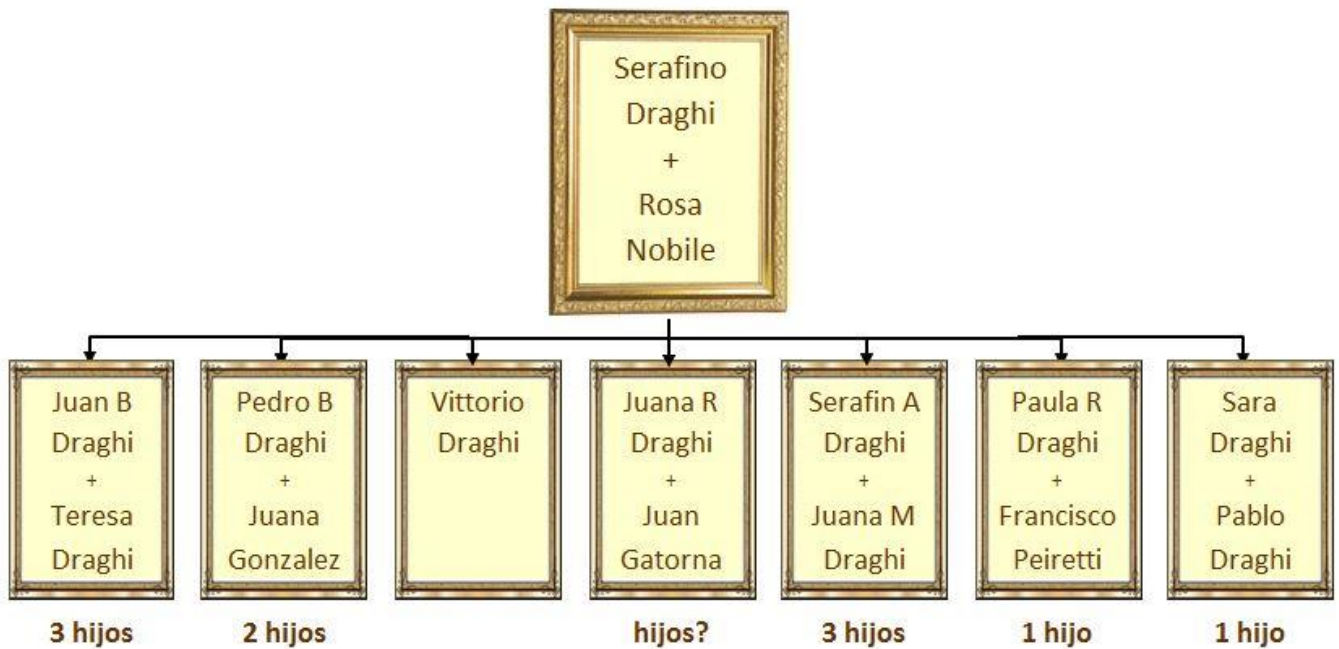 Serafino
Draghi
+
Rosa
Nobile
Juan B
Draghi
+
Teresa
Draghi
3 hijos
Pedro B
Draghi
+
Juana
Gonzalez
2 hijos
Vittorio
Draghi
Juana R
Draghi
+
Juan
Gatorna
hijos?
Serafin A
Draghi
+
Juana M
Draghi
3 hijos
Paula R
Draghi
+
Francisco
Peiretti
1 hijo
Sara
Draghi
+
Pablo
Draghi
1 hijo